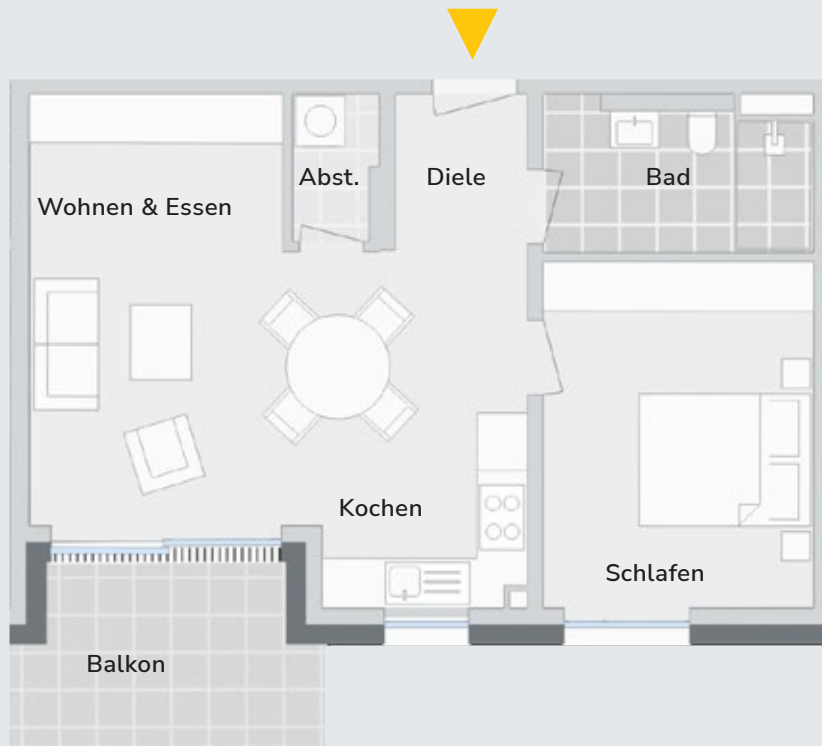 Abst.
Diele
Bad
Wohnen & Essen
Kochen
Schlafen
Balkon